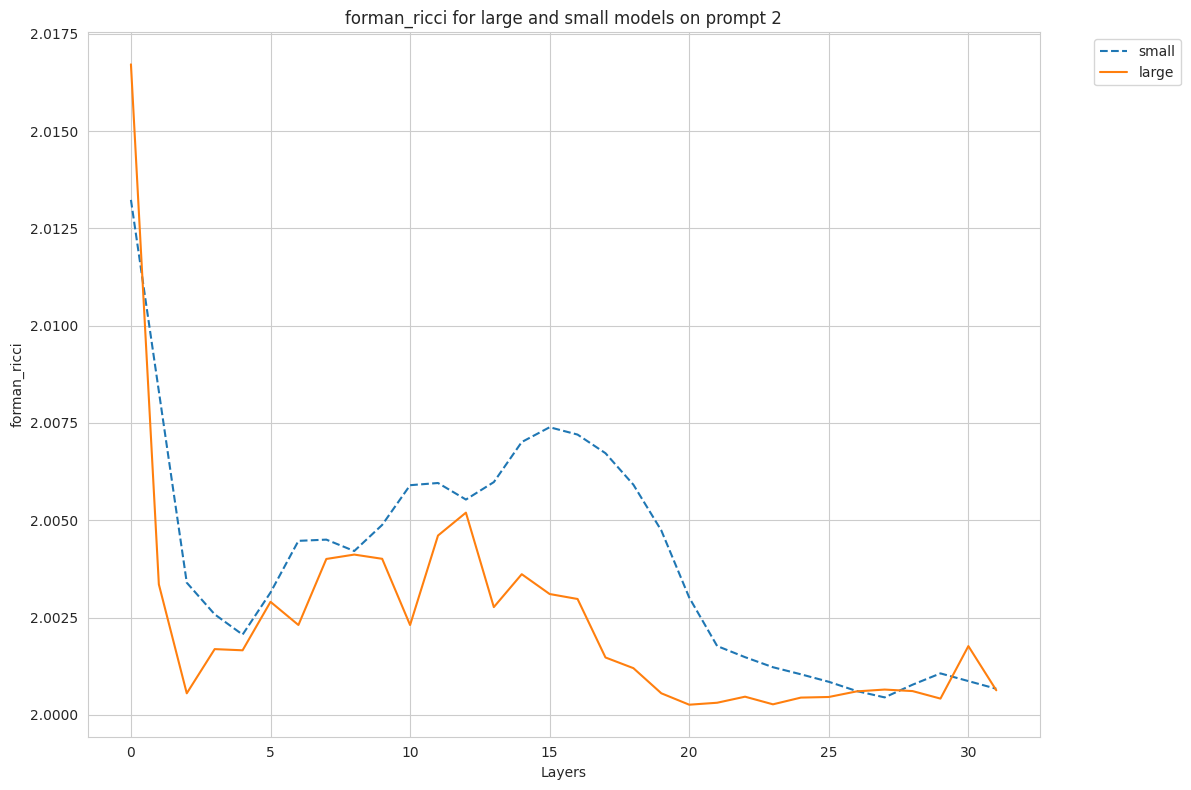 forman_ricci for large and small models on prompt 2
small
large
2.0175
2.0150
2.0125
2.0100
2.0075
2.0050
2.0025
2.0000
forman_ricci
0 5 10 15 20 25 30
Layers